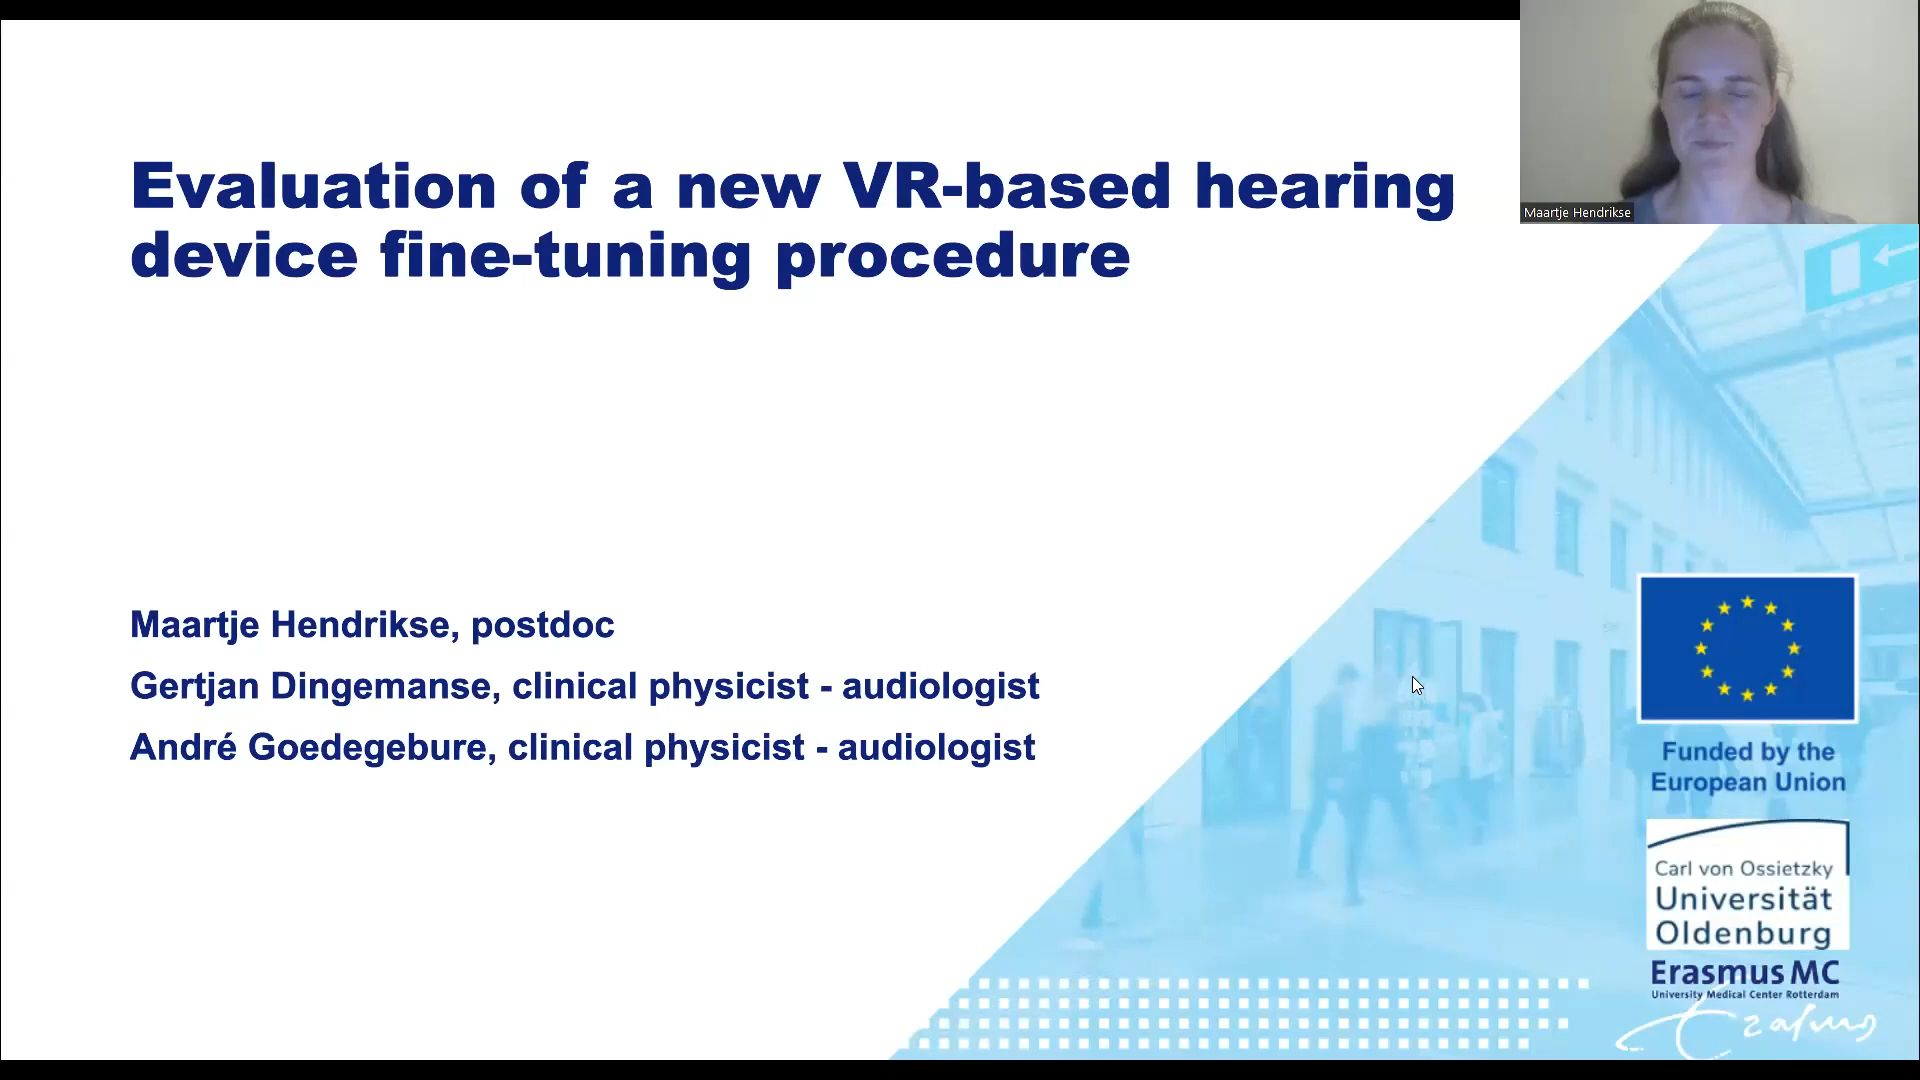 Evaluation of a new VR-based hearing
device fine-tuning procedure
Maartje Hendrikse
Maartje Hendrikse, postdoc
Gertjan Dingemanse, clinical physicist - audiologist
André Goedegebure, clinical physicist - audiologist
Funded by the
European Union
Carl von Ossietzky
Universität
Oldenburg
Erasmus MC
University Medical Center Rotterdam
Erasmus